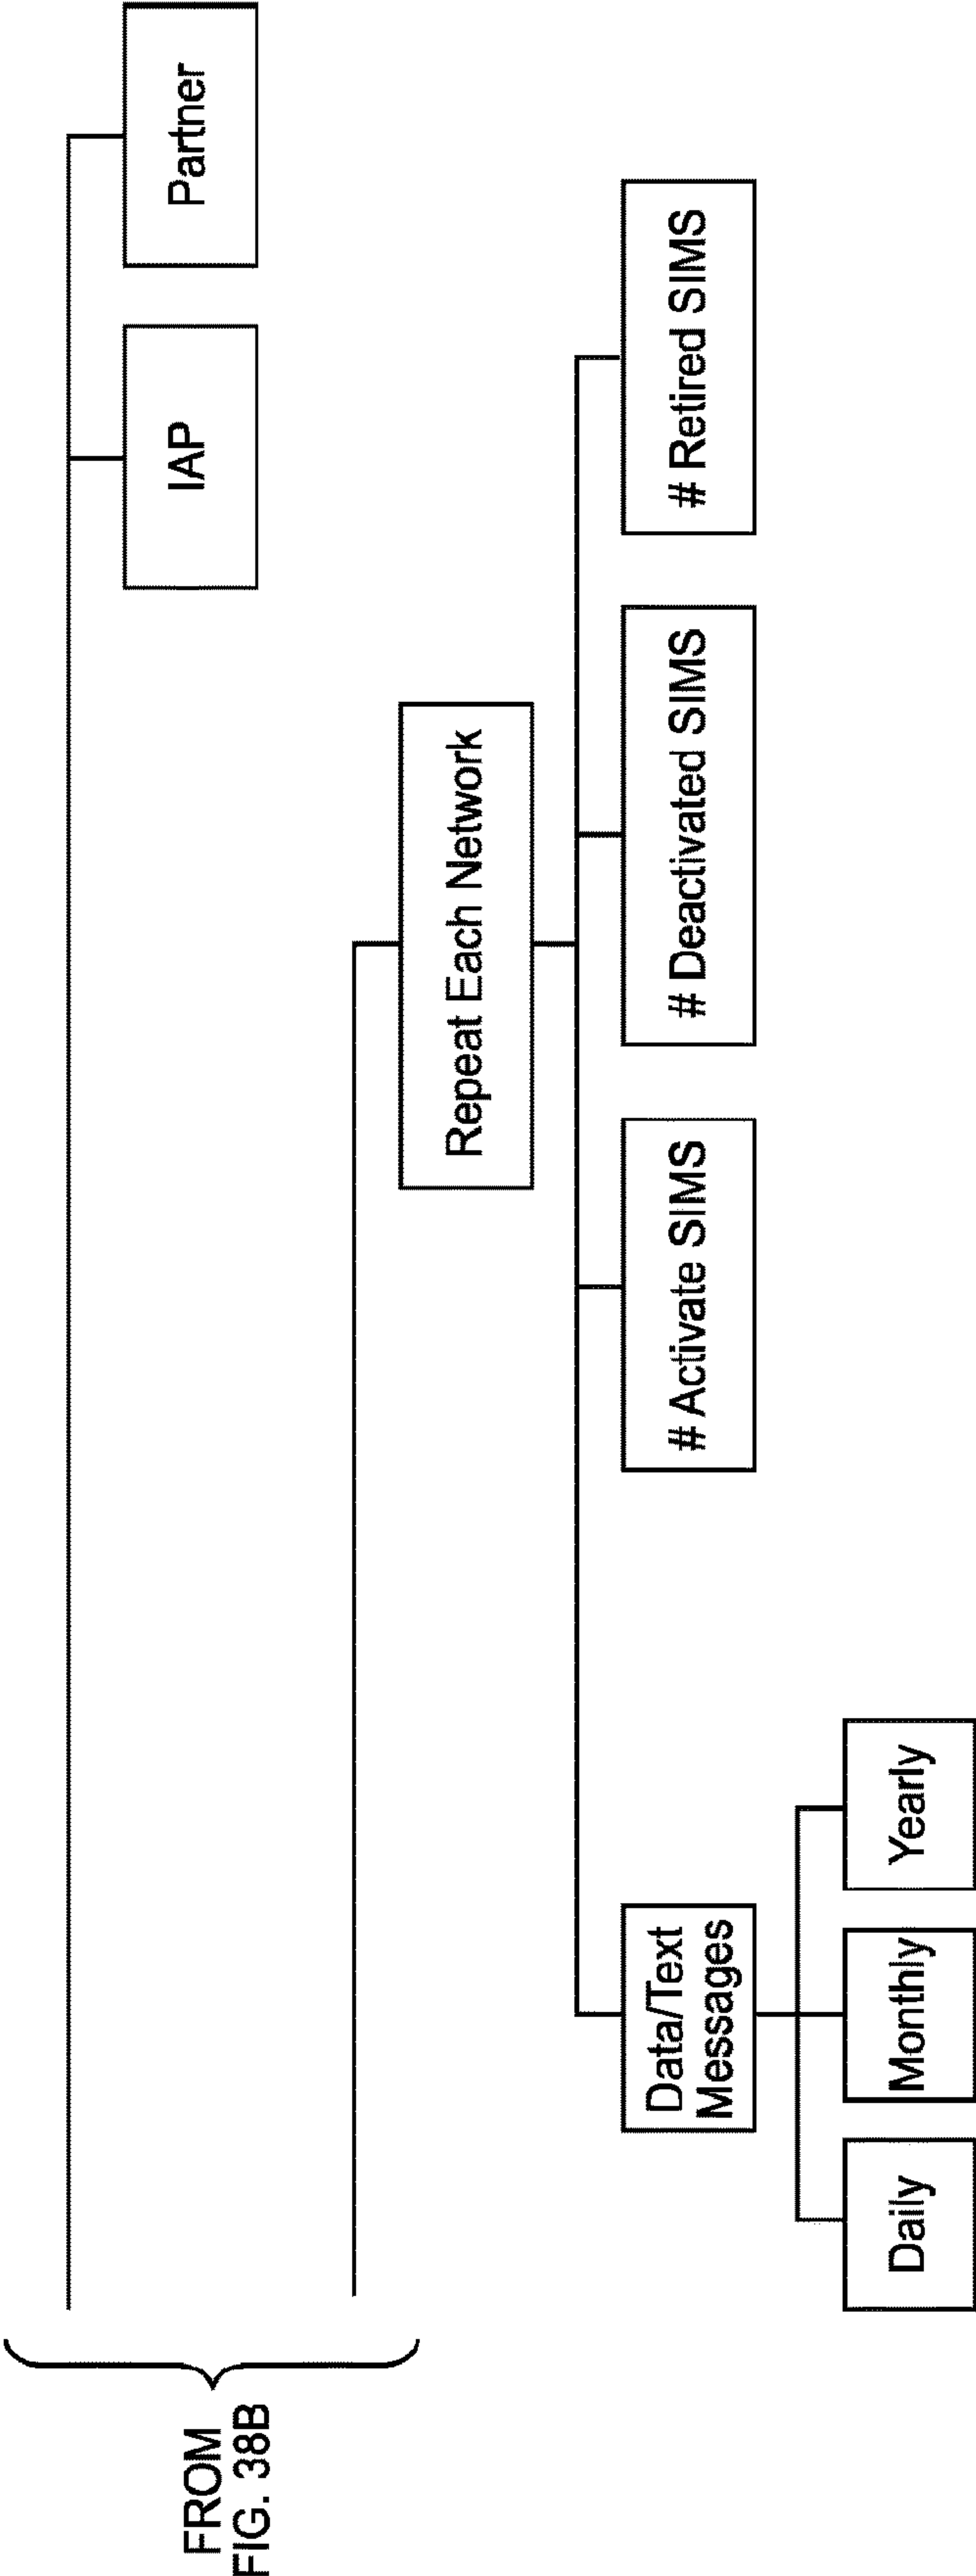 FROM
FIG. 38B
IAP
Partner
Repeat Each Network
Data/Text
Messages
# Activate SIMS
# Deactivated SIMS
# Retired SIMS
Daily
Monthly
Yearly